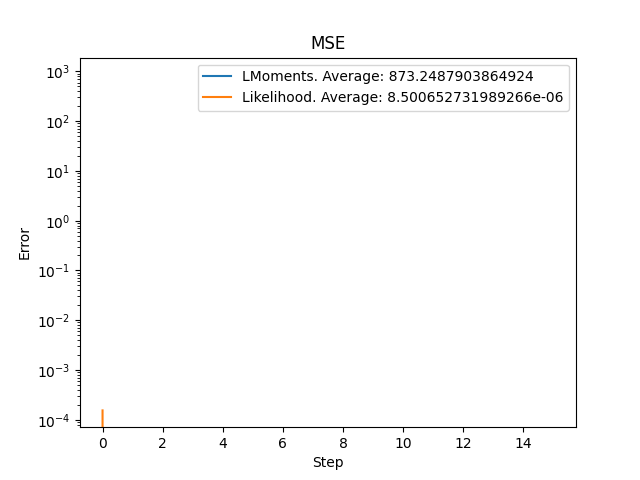 MSE
LMoments. Average: 873.2487903864924
Likelihood. Average: 8.500652731989266e-06
Error
10³
10²
10¹
10⁰
10⁻¹
10⁻²
10⁻³
10⁻⁴
0 2 4 6 8 10 12 14
Step